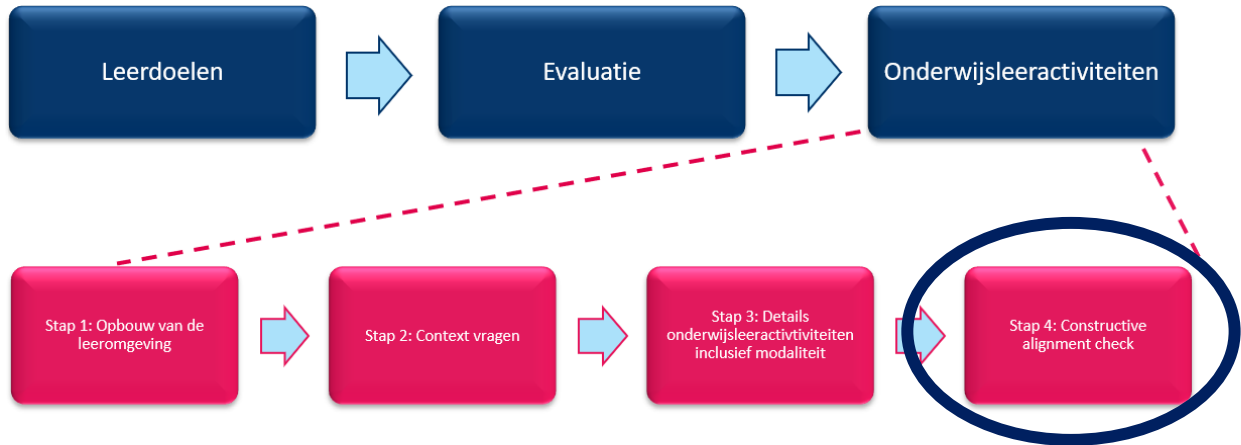 Leerdoelen
Evaluatie
Onderwijsleeractiviteiten
Stap 1: Opbouw van de
leeromgeving
Stap 2: Context vragen
Stap 3: Details
onderwijsleeractivtiviteiten
inclusief modaliteit
Stap 4: Constructive
alignment check